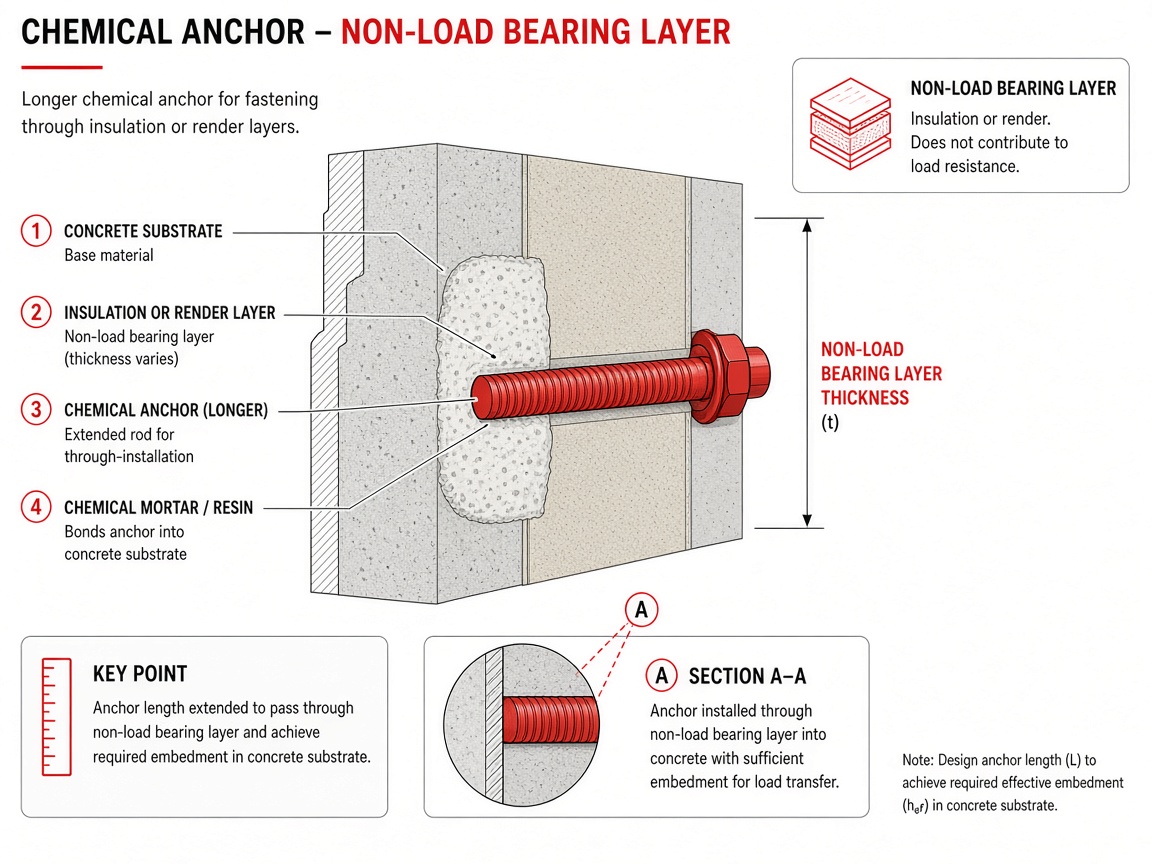 CHEMICAL ANCHOR – NON-LOAD BEARING LAYER
Longer chemical anchor for fastening
through insulation or render layers.
NON-LOAD BEARING LAYER
Insulation or render.
Does not contribute to
load resistance.
1 CONCRETE SUBSTRATE
Base material
2 INSULATION OR RENDER LAYER
Non-load bearing layer
(thickness varies)
3 CHEMICAL ANCHOR (LONGER)
Extended rod for
through-installation
4 CHEMICAL MORTAR / RESIN
Bonds anchor into
concrete substrate
NON-LOAD
BEARING LAYER
THICKNESS
(t)
KEY POINT
Anchor length extended to pass through
non-load bearing layer and achieve
required embedment in concrete substrate.
A
A SECTION A–A
Anchor installed through
non-load bearing layer into
concrete with sufficient
embedment for load transfer.
Note: Design anchor length (L) to
achieve required effective embedment
(hef) in concrete substrate.